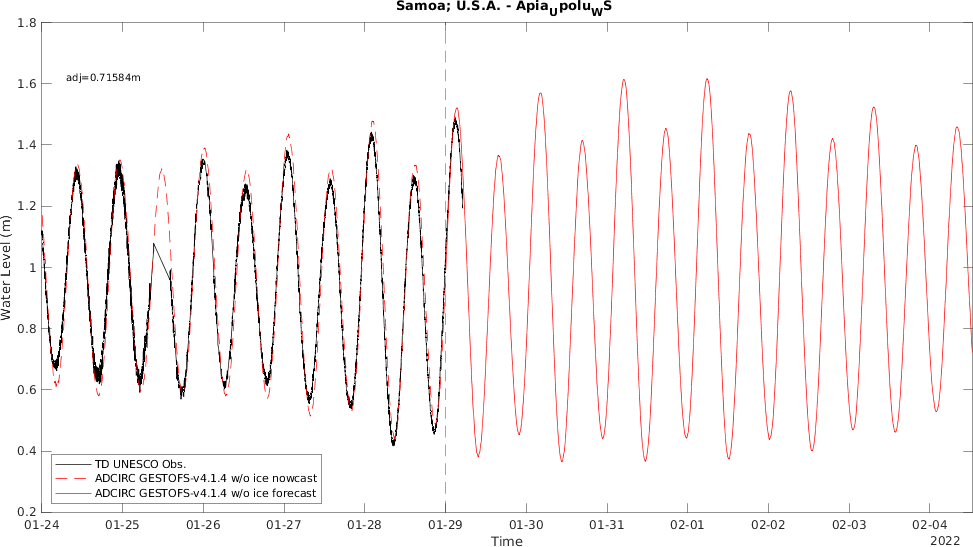 Samoa; U.S.A. - ApiaUpoluWS
1.8
1.6
1.4
1.2
1
0.8
0.6
0.4
0.2
Water Level (m)
adj=0.71584m
TD UNESCO Obs.
ADCIRC GESTOFS-v4.1.4 w/o ice nowcast
ADCIRC GESTOFS-v4.1.4 w/o ice forecast
01-24 01-25 01-26 01-27 01-28 01-29 01-30 01-31 02-01 02-02 02-03 02-04
Time
2022